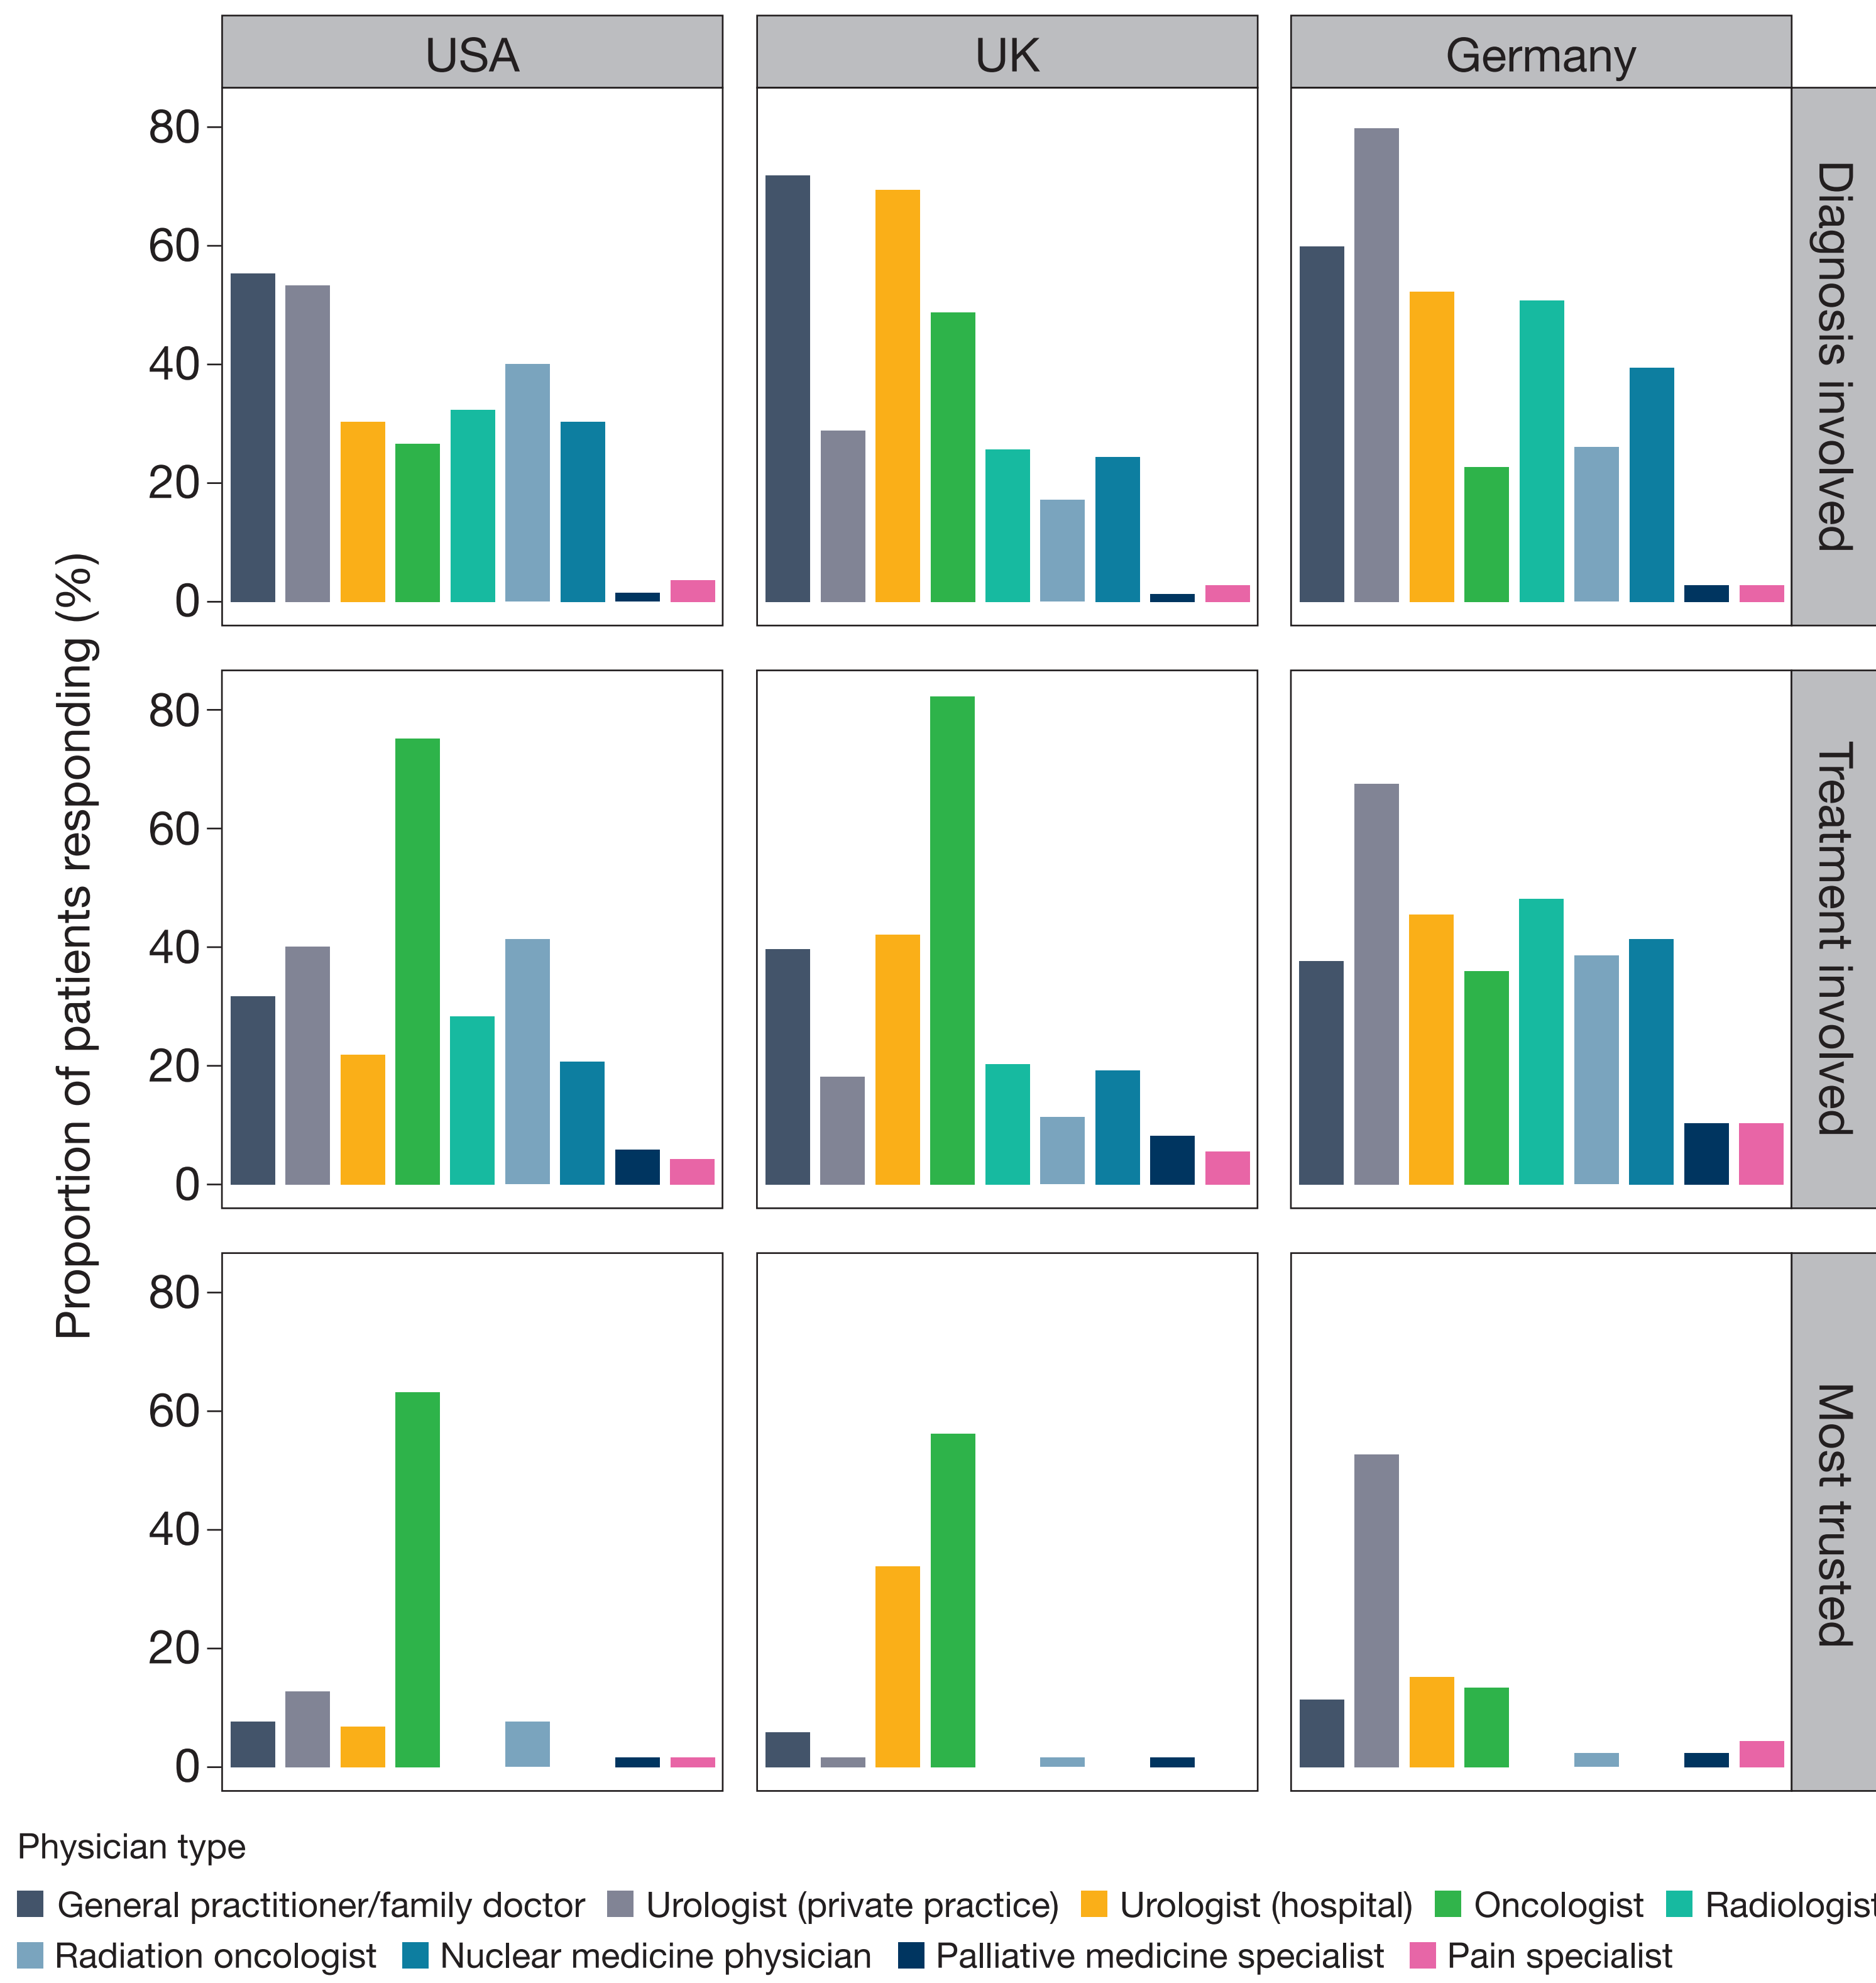 USA
UK
Germany
Proportion of patients responding (%)
80
60
40
20
0
Diagnosis involved
80
60
40
20
0
Treatment involved
80
60
40
20
0
Most trusted
Physician type
General practitioner/family doctor Urologist (private practice) Urologist (hospital) Oncologist Radiologist
Radiation oncologist Nuclear medicine physician Palliative medicine specialist Pain specialist